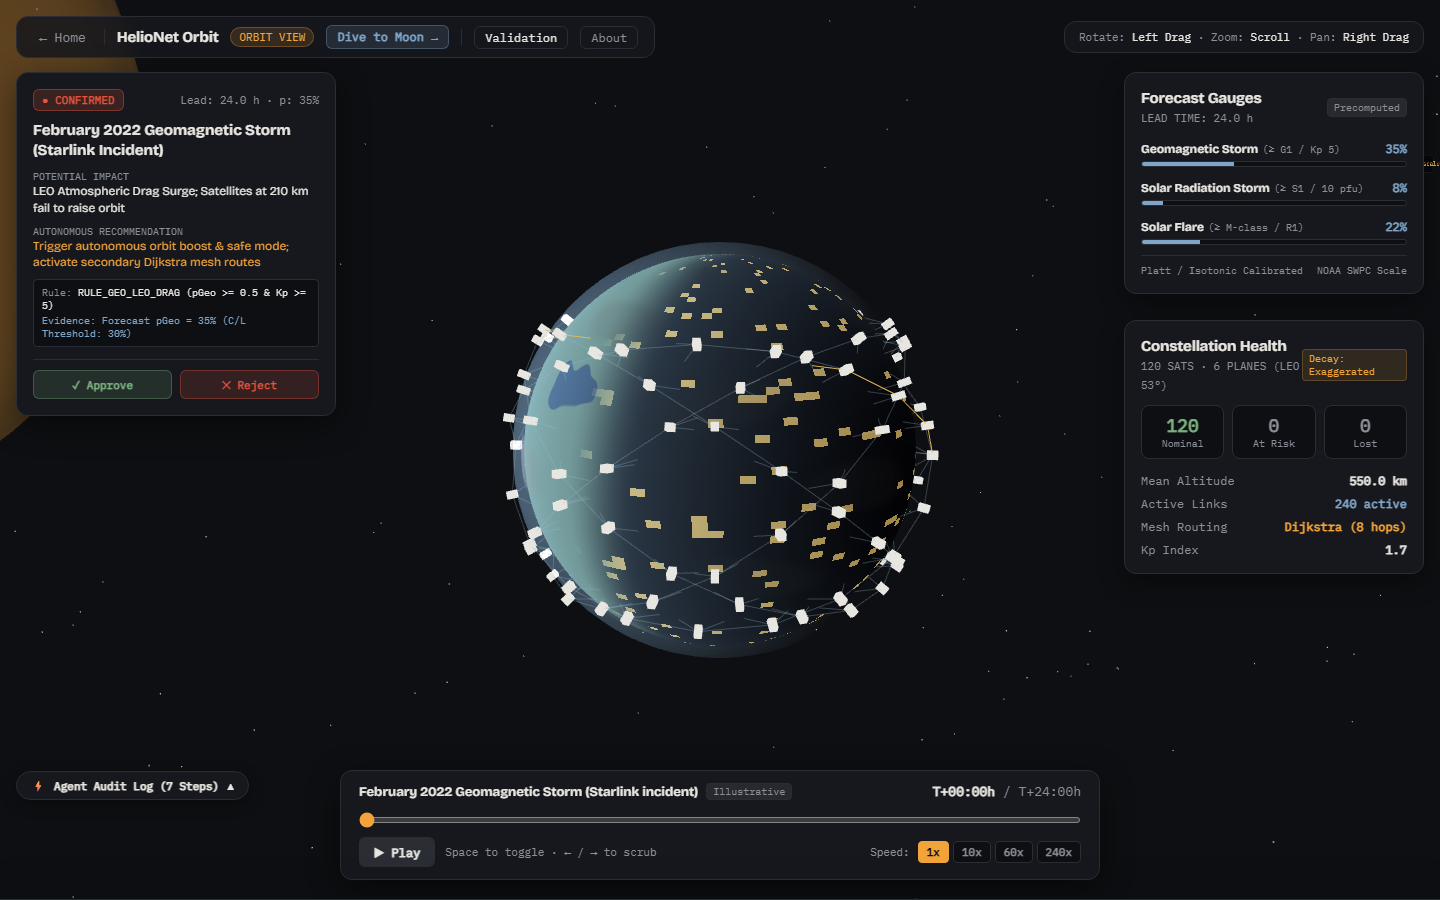 ← Home
HelioNet Orbit
ORBIT VIEW
Dive to Moon →
Validation
About
Rotate: Left Drag · Zoom: Scroll · Pan: Right Drag
● CONFIRMED
Lead: 24.0 h · p: 35%
February 2022 Geomagnetic Storm
(Starlink Incident)
POTENTIAL IMPACT
LEO Atmospheric Drag Surge; Satellites at 210 km
fail to raise orbit
AUTONOMOUS RECOMMENDATION
Trigger autonomous orbit boost & safe mode;
activate secondary Dijkstra mesh routes
Rule: RULE_GEO_LEO_DRAG (pGeo >= 0.5 & Kp >=
5)
Evidence: Forecast pGeo = 35% (C/L
Threshold: 30%)
✓ Approve
✕ Reject
Forecast Gauges
LEAD TIME: 24.0 h
Precomputed
Geomagnetic Storm (≥ G1 / Kp 5) 35%
Solar Radiation Storm (≥ S1 / 10 pfu) 8%
Solar Flare (≥ M-class / R1) 22%
Platt / Isotonic Calibrated
NOAA SWPC Scale
Constellation Health
120 SATS · 6 PLANES (LEO
53°)
Decay:
Exaggerated
120
Nominal
0
At Risk
0
Lost
Mean Altitude 550.0 km
Active Links 240 active
Mesh Routing Dijkstra (8 hops)
Kp Index 1.7
Agent Audit Log (7 Steps) ▲
February 2022 Geomagnetic Storm (Starlink incident)
Illustrative
T+00:00h / T+24:00h
▶ Play
Space to toggle · ← / → to scrub
Speed:
1x
10x
60x
240x